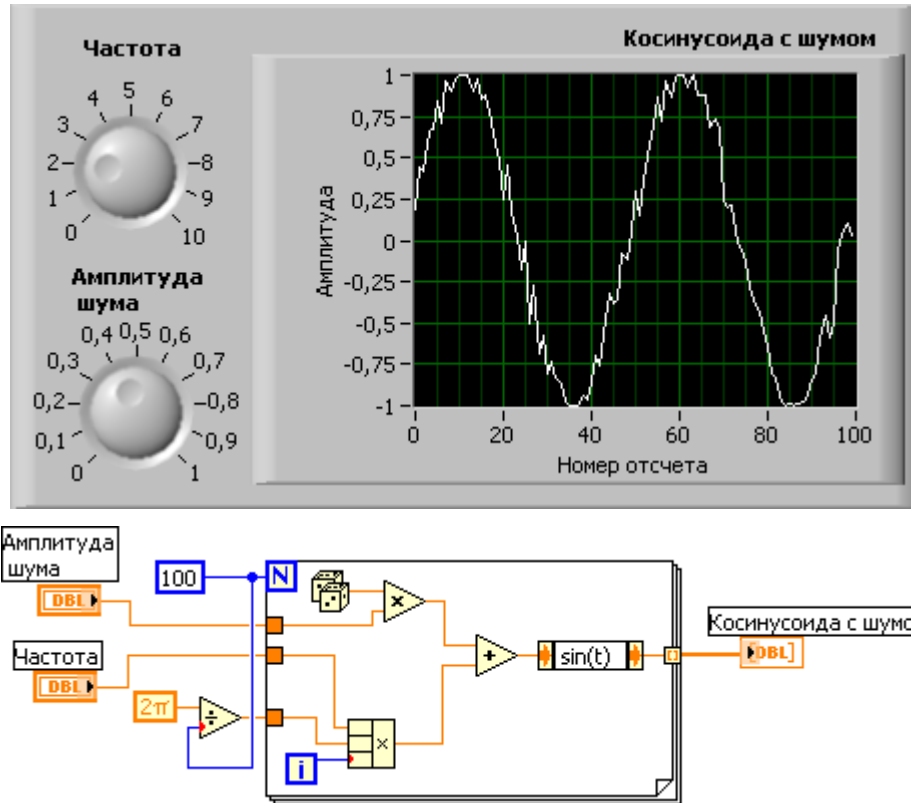 Частота
Косинусоида с шумом
0 1 2 3 4 5 6 7 8 9 10
Амплитуда
шума
0 0,1 0,2 0,3 0,4 0,5 0,6 0,7 0,8 0,9 1
Амплитуда
1
0,75
0,5
0,25
0
-0,25
-0,5
-0,75
-1
0 20 40 60 80 100
Номер отсчета
Амплитуда
шума
DBL
100
N
×
Частота
DBL
2π
÷
×
i
+
sin(t)
Косинусоида с шумо
DBL]